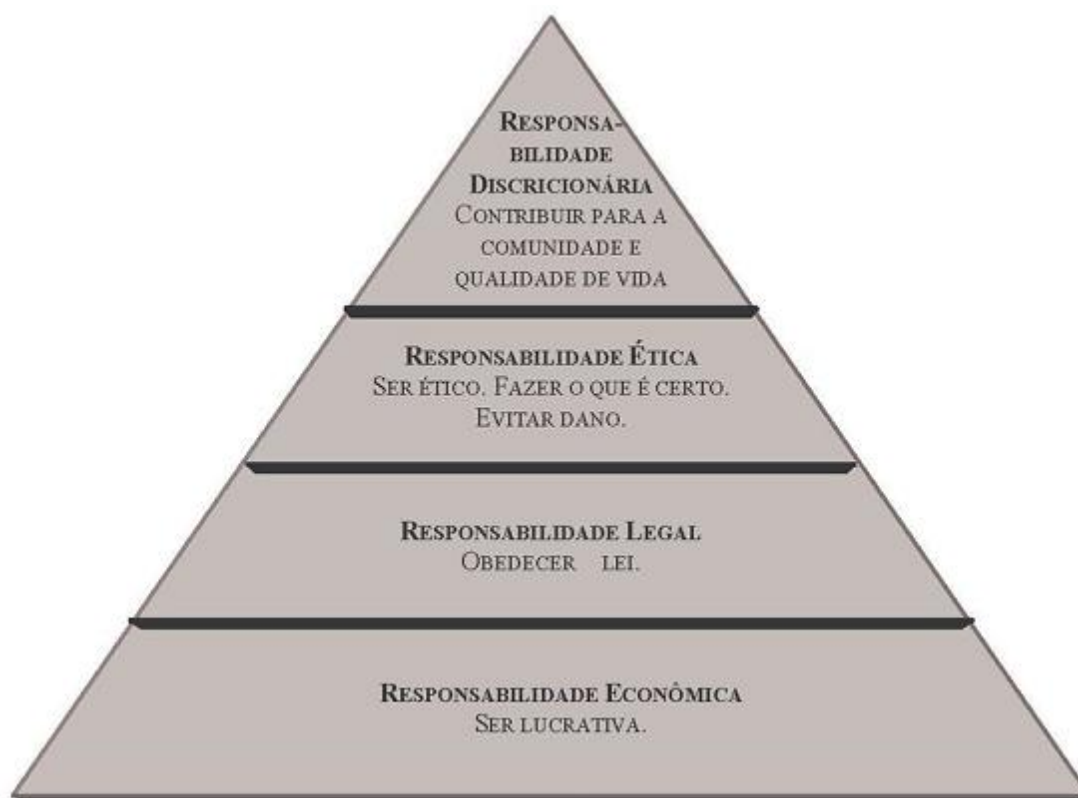 RESPONSA-
BILIDADE
DISCRICIONÁRIA
CONTRIBUIR PARA A
COMUNIDADE E
QUALIDADE DE VIDA
RESPONSABILIDADE ÉTICA
SER ÉTICO. FAZER O QUE É CERTO.
EVITAR DANO.
RESPONSABILIDADE LEGAL
OBEDECER LEI.
RESPONSABILIDADE ECONÔMICA
SER LUCRATIVA.